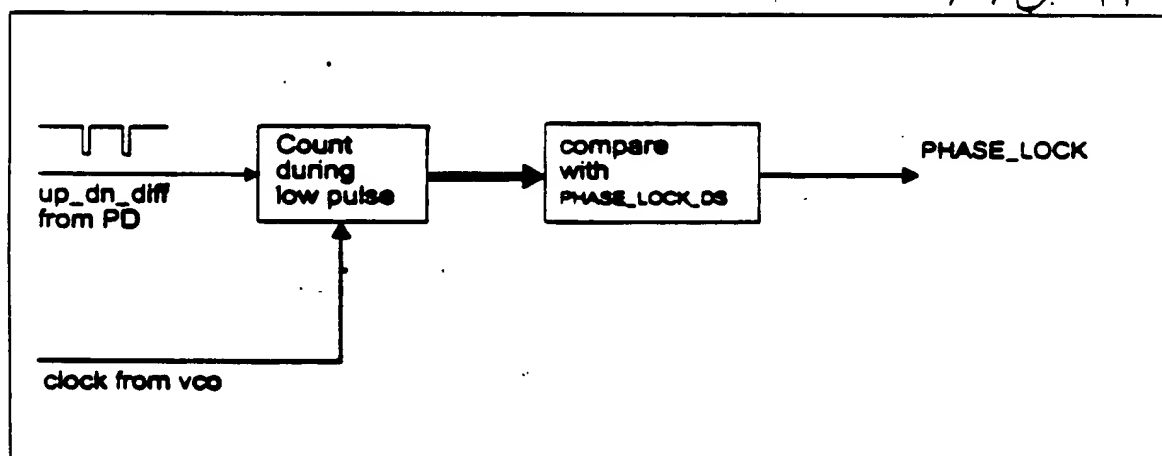 Count
during
low pulse
compare
with
PHASE_LOCK_DS
PHASE_LOCK
up_dn_diff
from PD
clock from vco